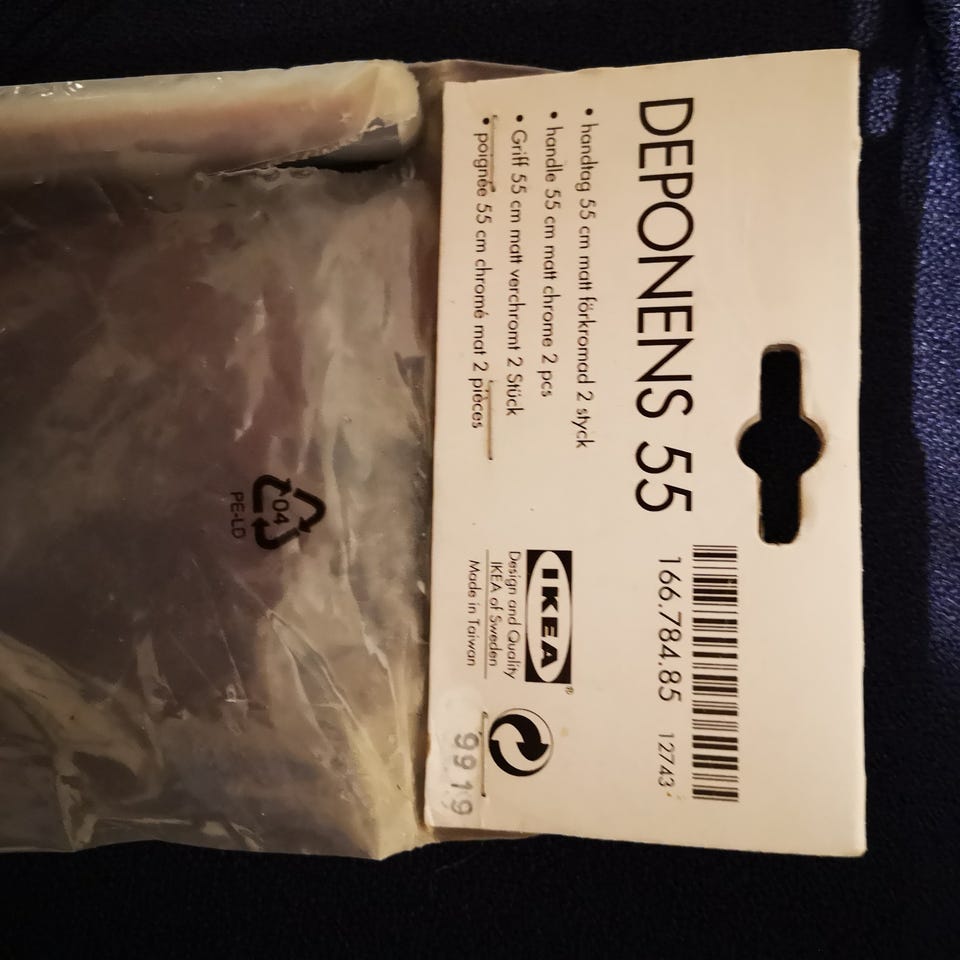 DEPONENS 55
• handtag 55 cm matt förkromad 2 styck
• handle 55 cm matt chrome 2 pcs
• Griff 55 cm matt verchromt 2 Stück
• poignée 55 cm chromé mat 2 pièces
166.784.85 12743
IKEA®
Design and Quality
IKEA of Sweden
Made in Taiwan
9919
04
PE-LD